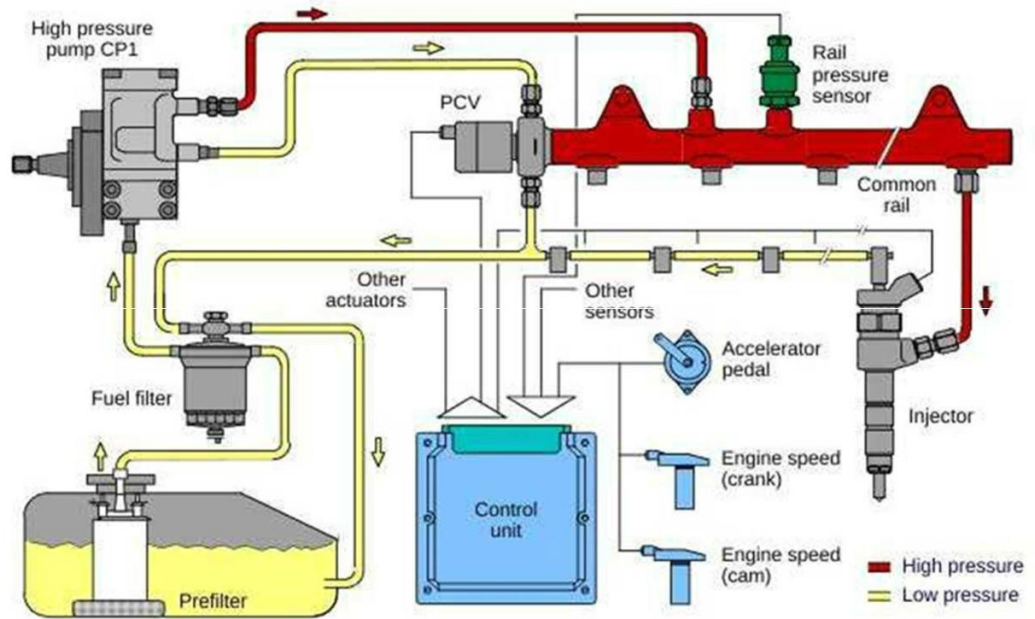 High pressure
pump CP1
PCV
Rail
pressure
sensor
Common
rail
Other
actuators
Other
sensors
Accelerator
pedal
Fuel filter
Injector
Engine speed
(crank)
Control
unit
Engine speed
(cam)
Prefilter
High pressure
Low pressure